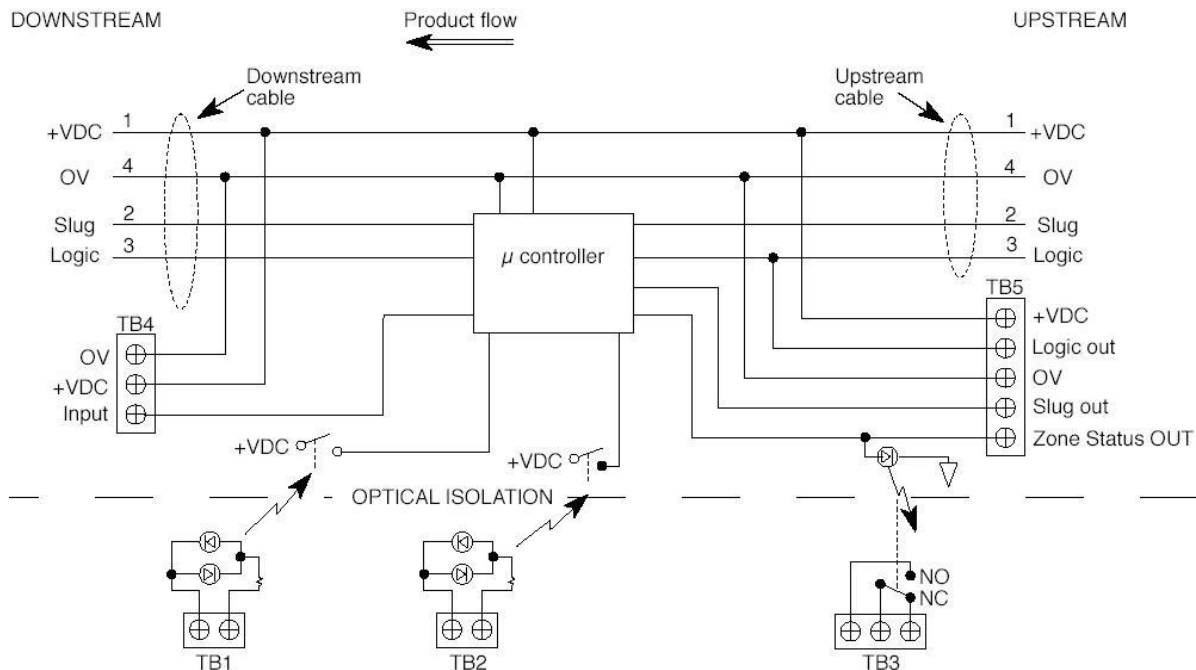 DOWNSTREAM
Product flow
UPSTREAM
Downstream
cable
Upstream
cable
+VDC 1
1 +VDC
OV 4
4 OV
Slug 2
2 Slug
Logic 3
3 Logic
µ controller
TB4
OV
+VDC
Input
TB5
+VDC
Logic out
OV
Slug out
Zone Status OUT
+VDC
+VDC
OPTICAL ISOLATION
NO
NC
TB1
TB2
TB3